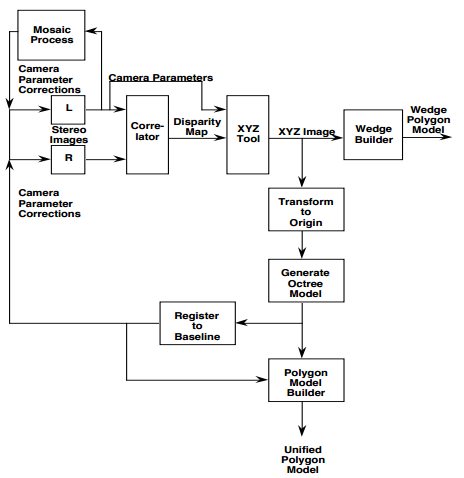 Mosaic
Process
Camera
Parameter
Corrections
Camera Parameters
L
Stereo
Images
R
Corre-
lator
Disparity
Map
XYZ
Tool
XYZ Image
Wedge
Builder
Wedge
Polygon
Model
Camera
Parameter
Corrections
Transform
to
Origin
Generate
Octree
Model
Register
to
Baseline
Polygon
Model
Builder
Unified
Polygon
Model